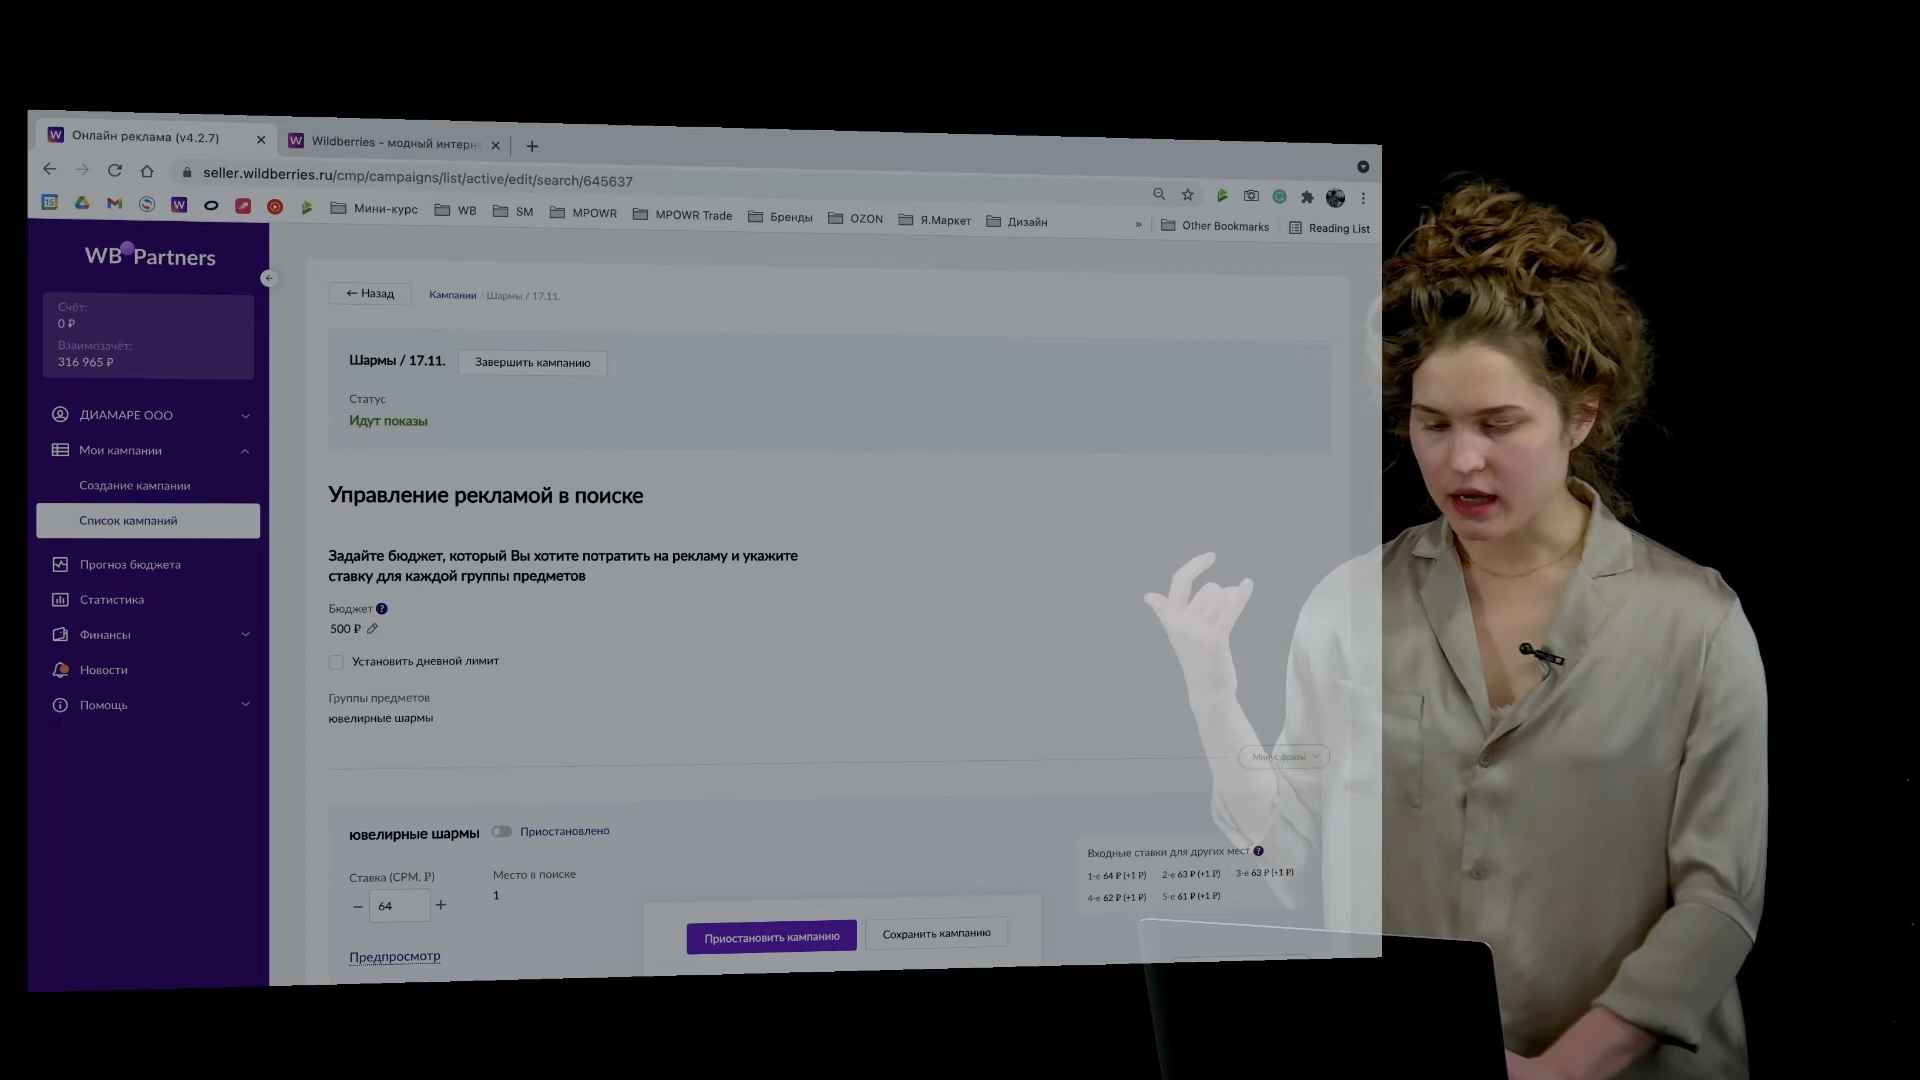 Онлайн реклама (v4.2.7)
Wildberries - модный интерне
seller.wildberries.ru/cmp/campaigns/list/active/edit/search/645637
Мини-курс
WB
SM
MPOWR
MPOWR Trade
Бренды
OZON
Я.Маркет
Дизайн
»
Other Bookmarks
Reading List
WB Partners
Счёт:
0 ₽
Взаимозачёт:
316 965 ₽
ДИАМАРЕ ООО
Мои кампании
Создание кампании
Список кампаний
Прогноз бюджета
Статистика
Финансы
Новости
Помощь
← Назад
Кампании / Шармы / 17.11.
Шармы / 17.11.
Завершить кампанию
Статус
Идут показы
Управление рекламой в поиске
Задайте бюджет, который Вы хотите потратить на рекламу и укажите
ставку для каждой группы предметов
Бюджет ?
500 ₽
Установить дневной лимит
Группы предметов
ювелирные шармы
Минус фразы
ювелирные шармы
Приостановлено
Ставка (CPM, ₽)
Место в поиске
− 64 +
1
Предпросмотр
Входные ставки для других мест ?
1-е 64 ₽ (+1 ₽) 2-е 63 ₽ (+1 ₽) 3-е 63 ₽ (+1 ₽)
4-е 62 ₽ (+1 ₽) 5-е 61 ₽ (+1 ₽)
Приостановить кампанию
Сохранить кампанию